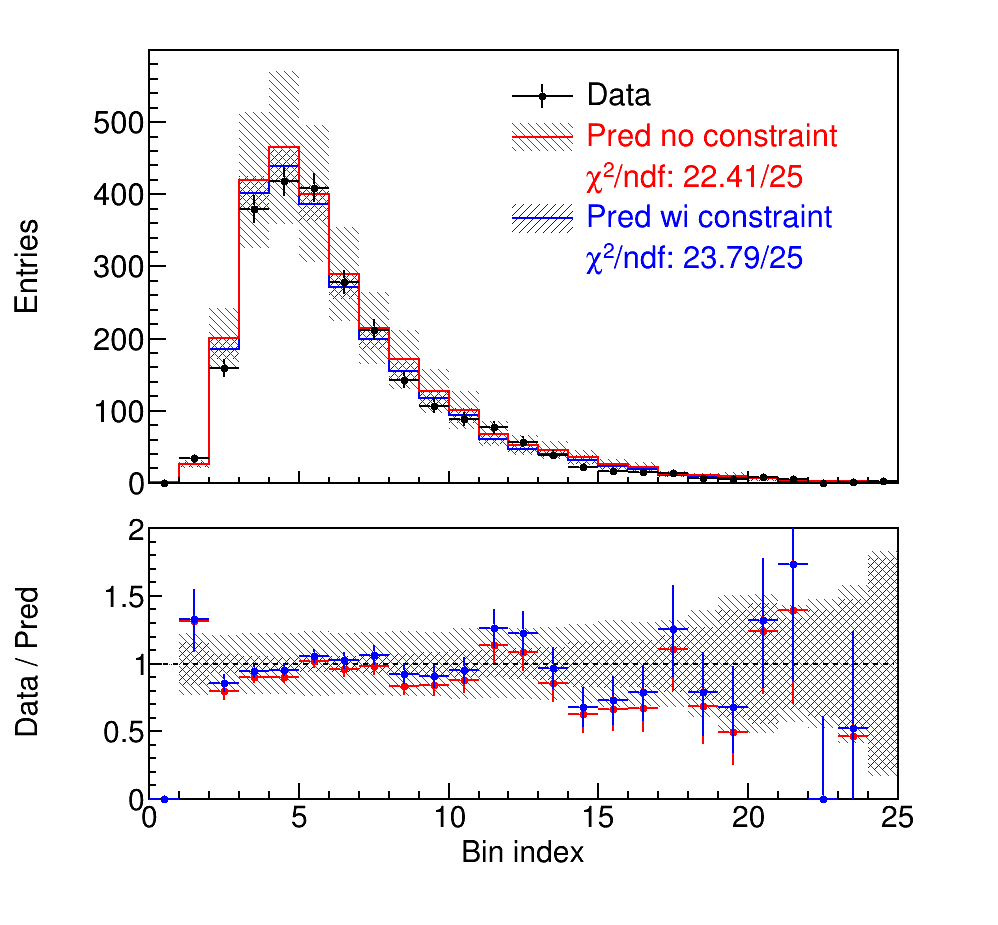 Entries
500
400
300
200
100
0
Data
Pred no constraint
χ²/ndf: 22.41/25
Pred wi constraint
χ²/ndf: 23.79/25
Data / Pred
2
1.5
1
0.5
0
0 5 10 15 20 25
Bin index